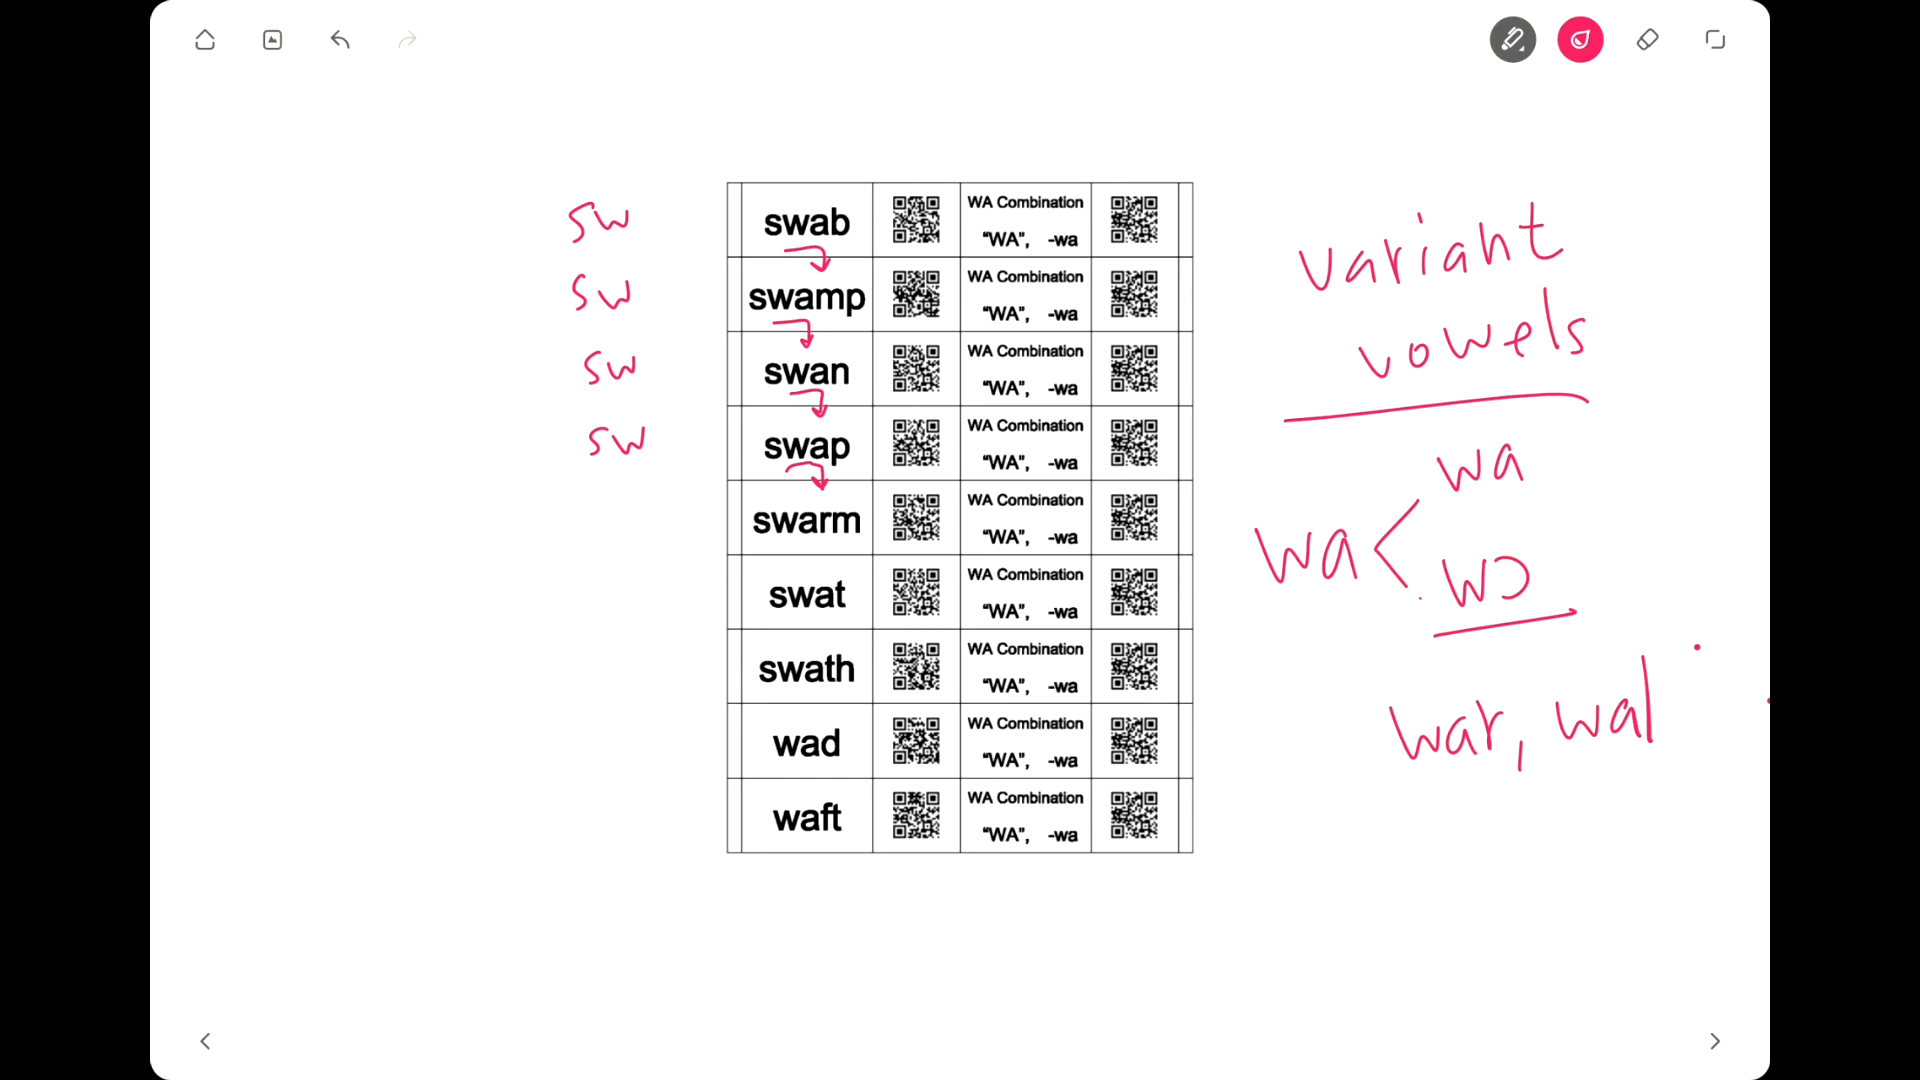 sw
swab
WA Combination
“WA”, -wa
sw
swamp
WA Combination
“WA”, -wa
sw
swan
WA Combination
“WA”, -wa
sw
swap
WA Combination
“WA”, -wa
swarm
WA Combination
“WA”, -wa
swat
WA Combination
“WA”, -wa
swath
WA Combination
“WA”, -wa
wad
WA Combination
“WA”, -wa
waft
WA Combination
“WA”, -wa
variant
vowels
wa
wa <
wɔ
war, wal